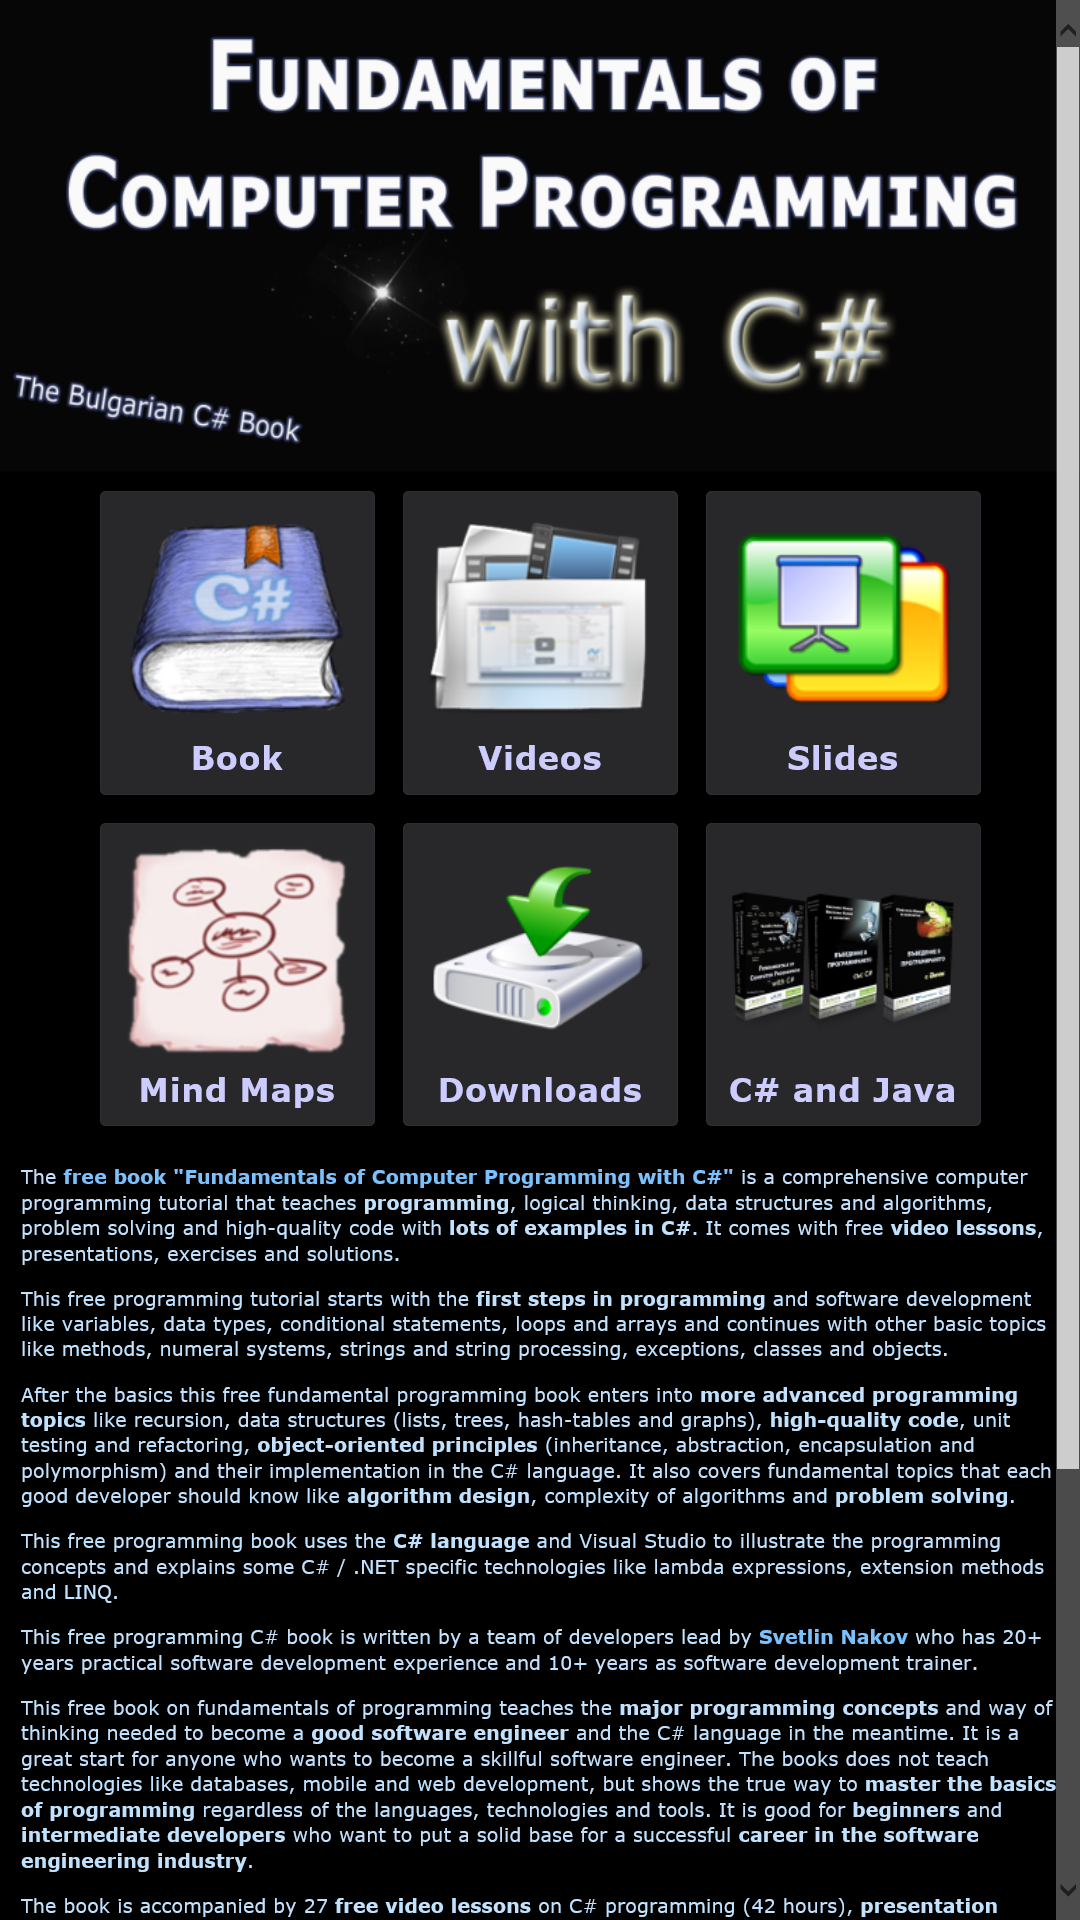 Fundamentals of
Computer Programming
with C#
The Bulgarian C# Book
C#
Book
Videos
Slides
Mind Maps
Downloads
C# and Java
The free book "Fundamentals of Computer Programming with C#" is a comprehensive computer
programming tutorial that teaches programming, logical thinking, data structures and algorithms,
problem solving and high-quality code with lots of examples in C#. It comes with free video lessons,
presentations, exercises and solutions.
This free programming tutorial starts with the first steps in programming and software development
like variables, data types, conditional statements, loops and arrays and continues with other basic topics
like methods, numeral systems, strings and string processing, exceptions, classes and objects.
After the basics this free fundamental programming book enters into more advanced programming
topics like recursion, data structures (lists, trees, hash-tables and graphs), high-quality code, unit
testing and refactoring, object-oriented principles (inheritance, abstraction, encapsulation and
polymorphism) and their implementation in the C# language. It also covers fundamental topics that each
good developer should know like algorithm design, complexity of algorithms and problem solving.
This free programming book uses the C# language and Visual Studio to illustrate the programming
concepts and explains some C# / .NET specific technologies like lambda expressions, extension methods
and LINQ.
This free programming C# book is written by a team of developers lead by Svetlin Nakov who has 20+
years practical software development experience and 10+ years as software development trainer.
This free book on fundamentals of programming teaches the major programming concepts and way of
thinking needed to become a good software engineer and the C# language in the meantime. It is a
great start for anyone who wants to become a skillful software engineer. The books does not teach
technologies like databases, mobile and web development, but shows the true way to master the basics
of programming regardless of the languages, technologies and tools. It is good for beginners and
intermediate developers who want to put a solid base for a successful career in the software
engineering industry.
The book is accompanied by 27 free video lessons on C# programming (42 hours), presentation